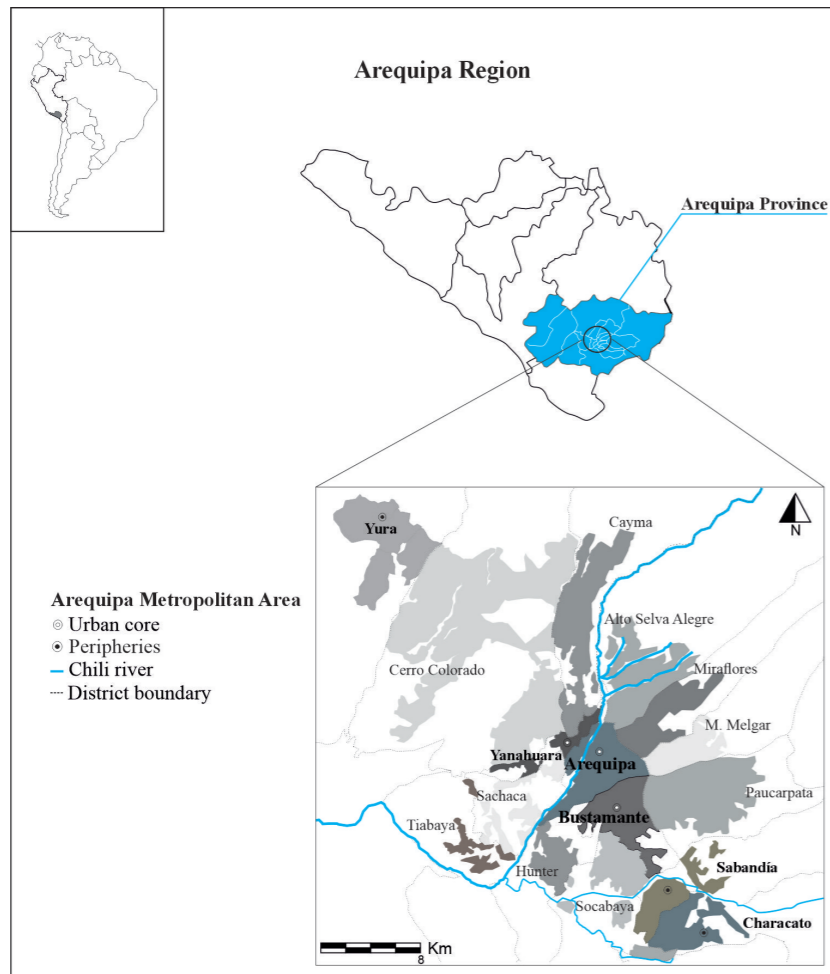 Arequipa Region
Arequipa Province
N
Cayma
Yura
Alto Selva Alegre
Cerro Colorado
Miraflores
M. Melgar
Yanahuara
Arequipa
Sachaca
Paucarpata
Tiabaya
Bustamante
Hunter
Sabandía
Socabaya
Characato
Km
8
Arequipa Metropolitan Area
Urban core
Peripheries
Chili river
District boundary